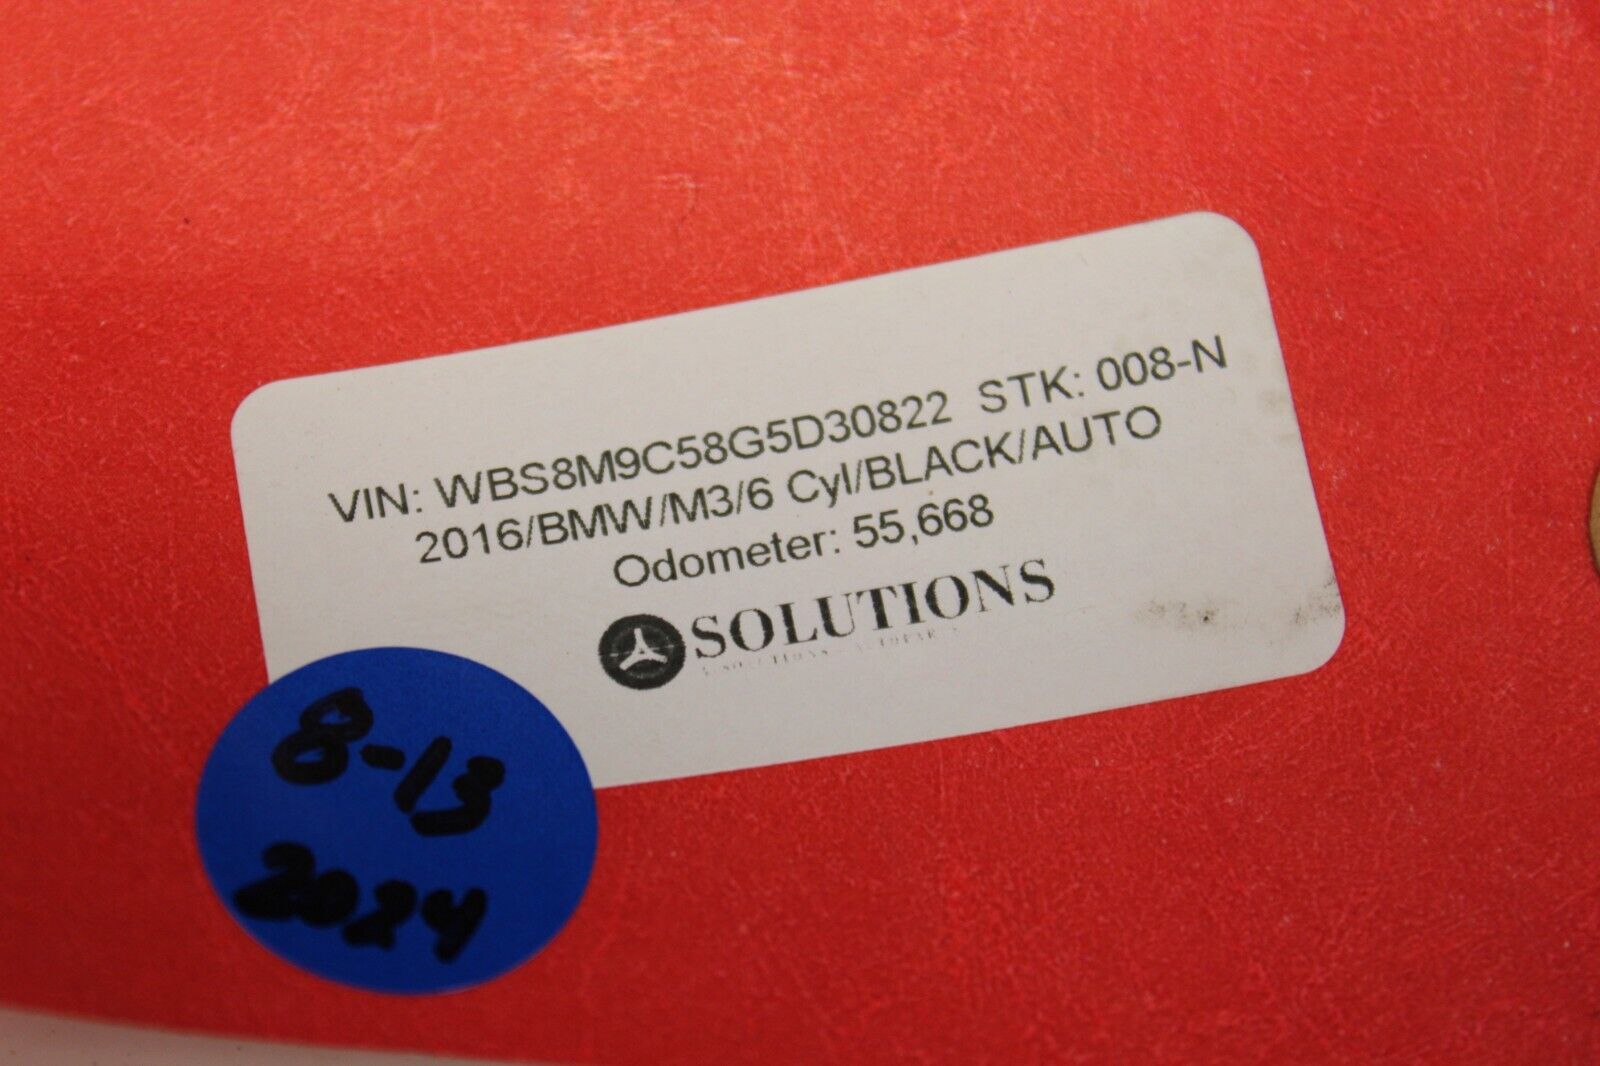 VIN: WBS8M9C58G5D30822 STK: 008-N
2016/BMW/M3/6 Cyl/BLACK/AUTO
Odometer: 55,668
SOLUTIONS
8-13
2024